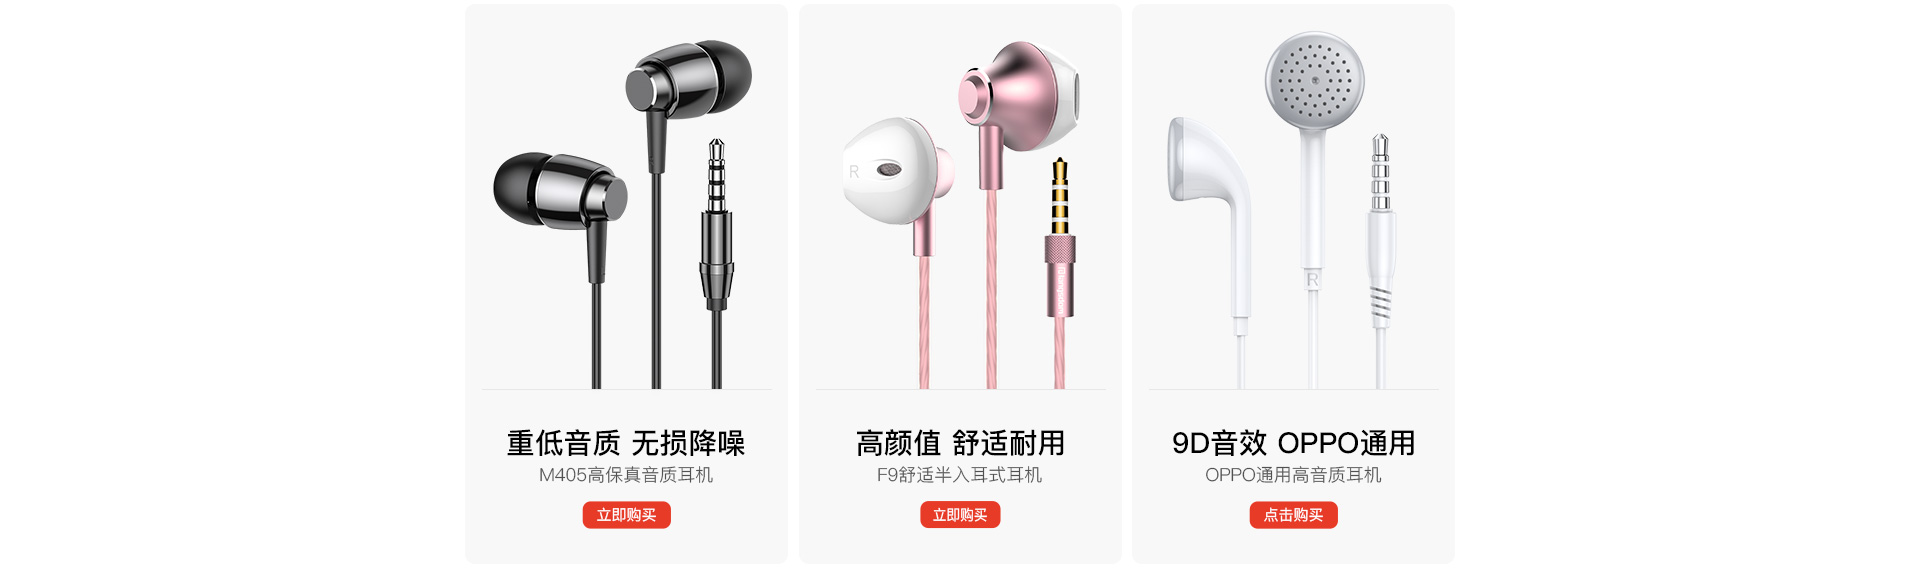 重低音质 无损降噪
M405高保真音质耳机
立即购买
R
高颜值 舒适耐用
F9舒适半入耳式耳机
立即购买
R
9D音效 OPPO通用
OPPO通用高音质耳机
点击购买